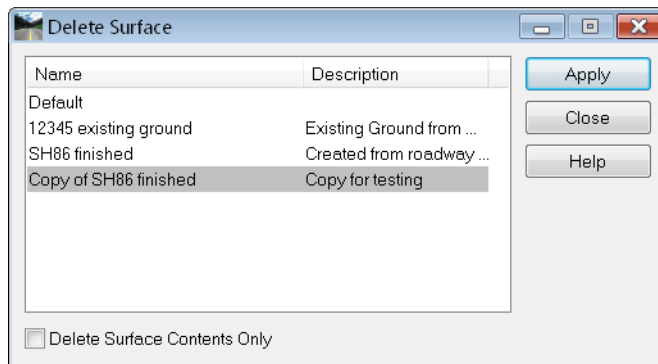 Delete Surface
Name Description
Default
12345 existing ground Existing Ground from ...
SH86 finished Created from roadway ...
Copy of SH86 finished Copy for testing
Delete Surface Contents Only
Apply
Close
Help